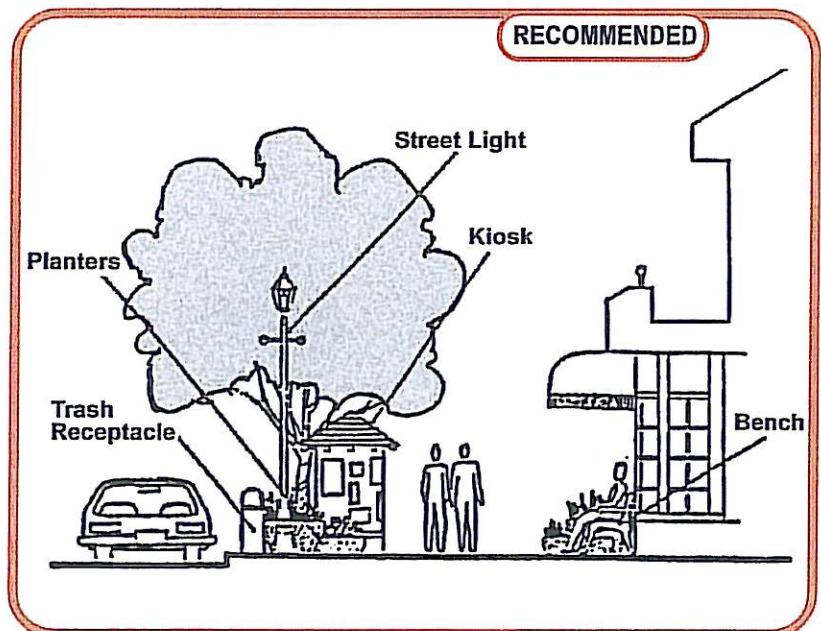 RECOMMENDED
Street Light
Kiosk
Planters
Trash
Receptacle
Bench